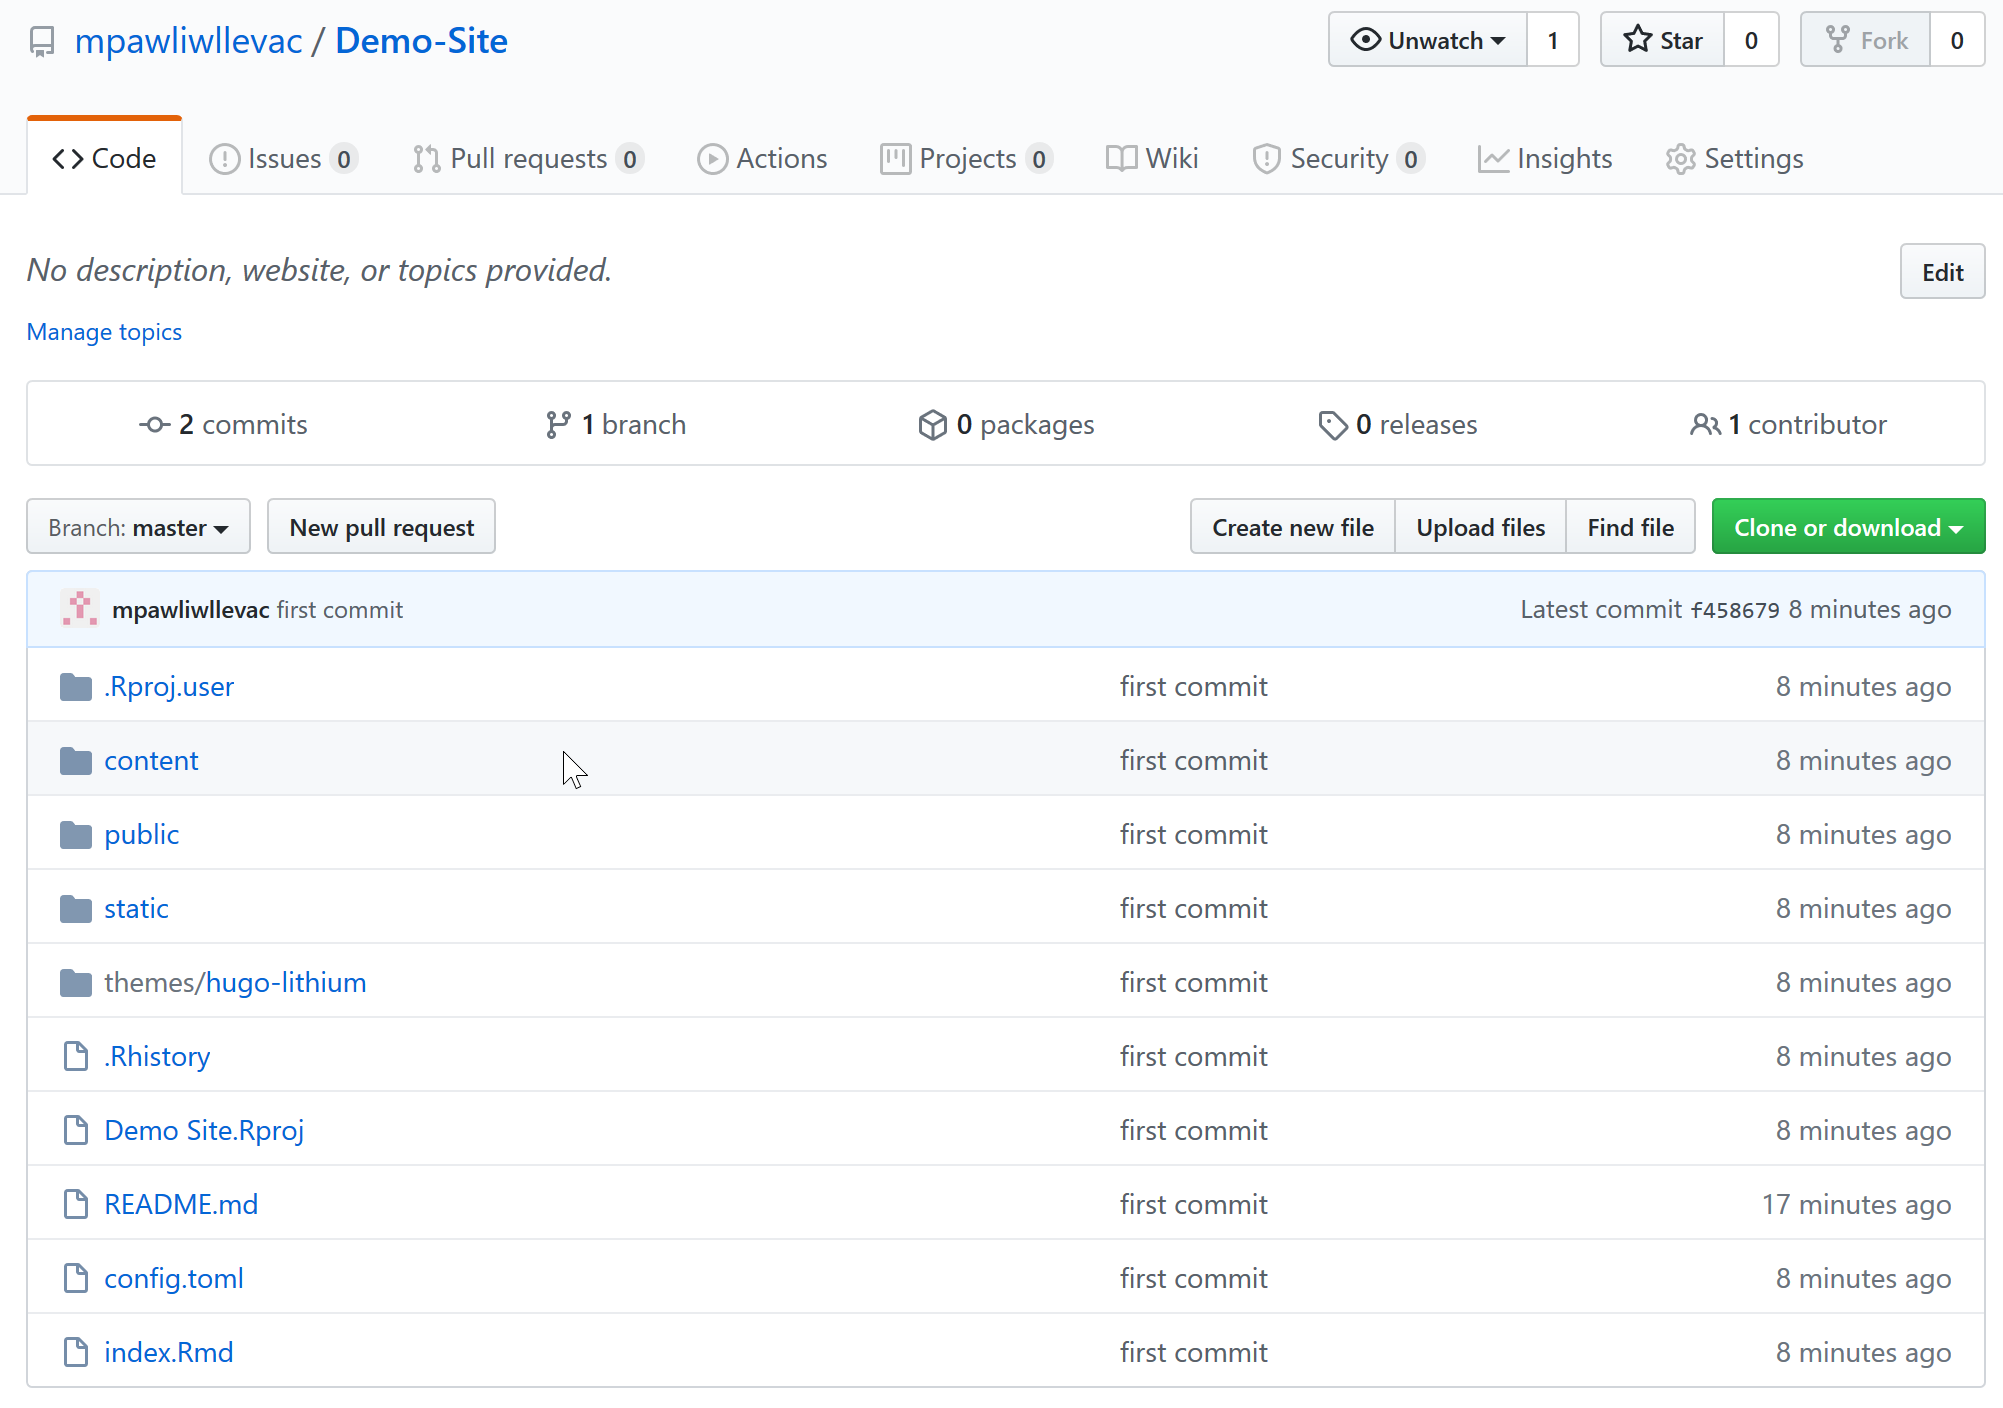 mpawliwllevac / Demo-Site
Unwatch 1 Star 0 Fork 0
Code Issues 0 Pull requests 0 Actions Projects 0 Wiki Security 0 Insights Settings
No description, website, or topics provided. Edit
Manage topics
2 commits 1 branch 0 packages 0 releases 1 contributor
Branch: master New pull request Create new file Upload files Find file Clone or download
mpawliwllevac first commit Latest commit f458679 8 minutes ago
.Rproj.user first commit 8 minutes ago
content first commit 8 minutes ago
public first commit 8 minutes ago
static first commit 8 minutes ago
themes/hugo-lithium first commit 8 minutes ago
.Rhistory first commit 8 minutes ago
Demo Site.Rproj first commit 8 minutes ago
README.md first commit 17 minutes ago
config.toml first commit 8 minutes ago
index.Rmd first commit 8 minutes ago